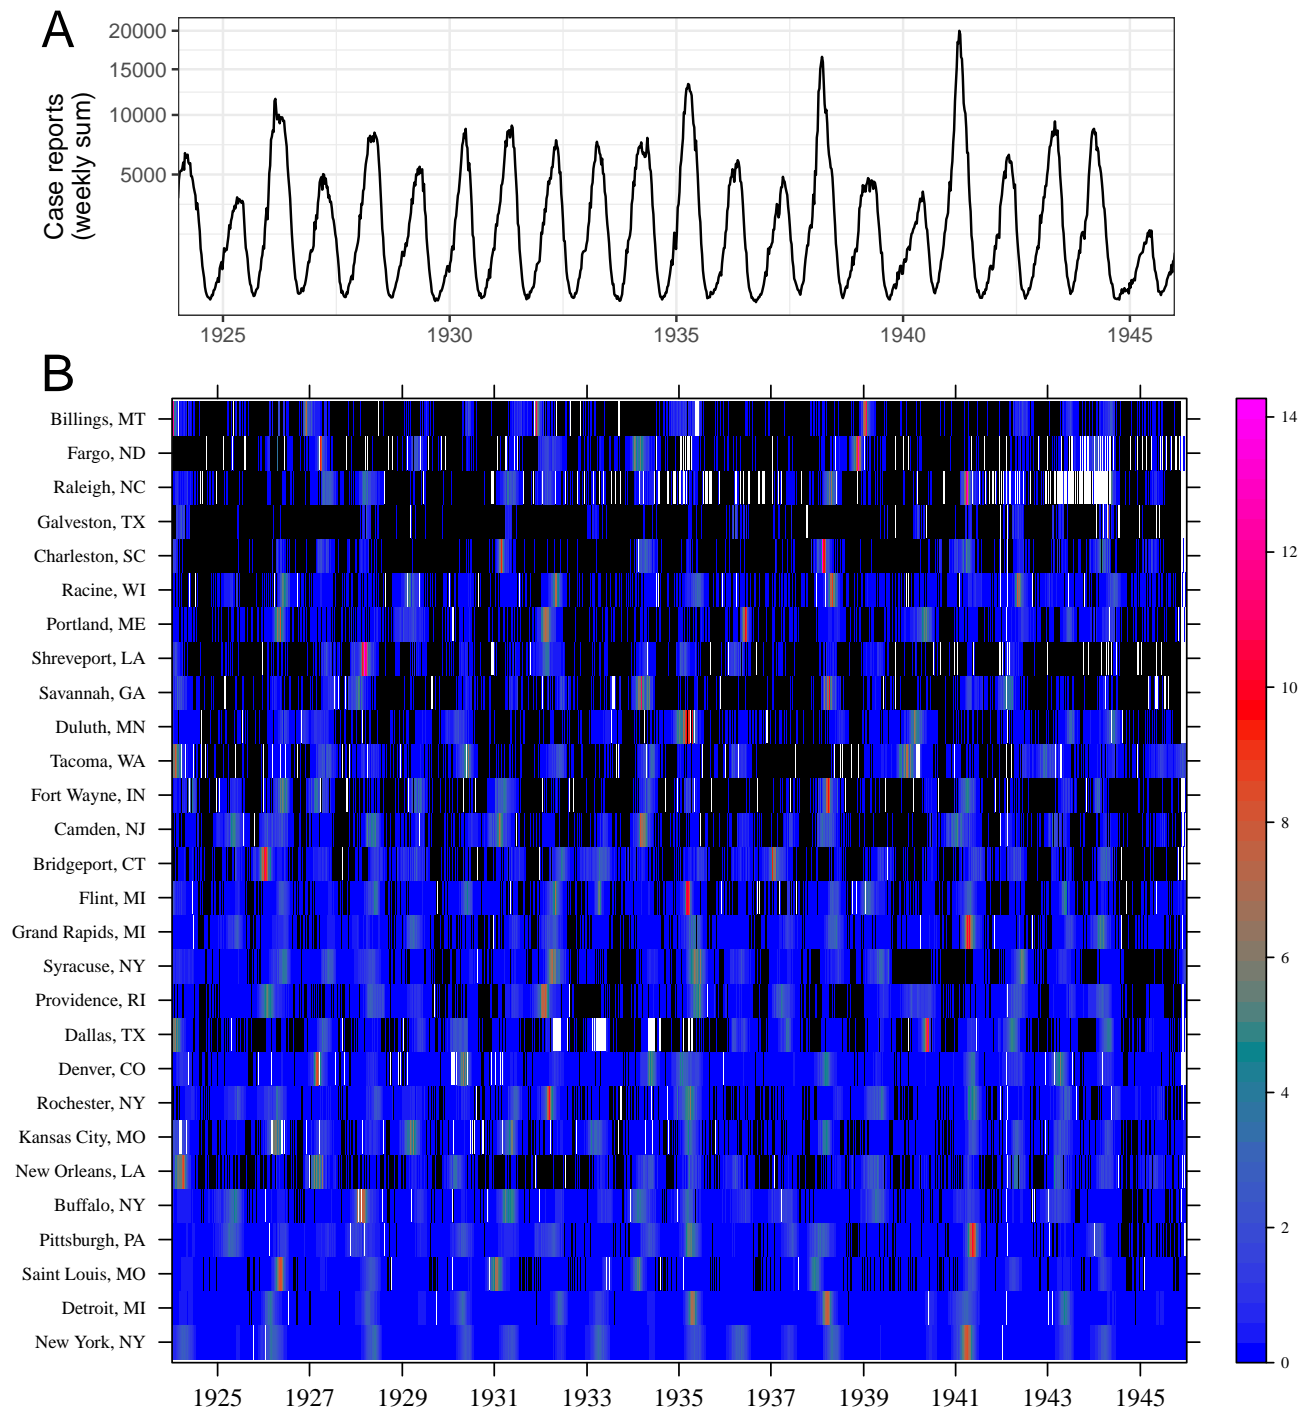 A
Case reports
(weekly sum)
20000
15000
10000
5000
1925 1930 1935 1940 1945
B
Billings, MT
Fargo, ND
Raleigh, NC
Galveston, TX
Charleston, SC
Racine, WI
Portland, ME
Shreveport, LA
Savannah, GA
Duluth, MN
Tacoma, WA
Fort Wayne, IN
Camden, NJ
Bridgeport, CT
Flint, MI
Grand Rapids, MI
Syracuse, NY
Providence, RI
Dallas, TX
Denver, CO
Rochester, NY
Kansas City, MO
New Orleans, LA
Buffalo, NY
Pittsburgh, PA
Saint Louis, MO
Detroit, MI
New York, NY
1925 1927 1929 1931 1933 1935 1937 1939 1941 1943 1945
14
12
10
8
6
4
2
0